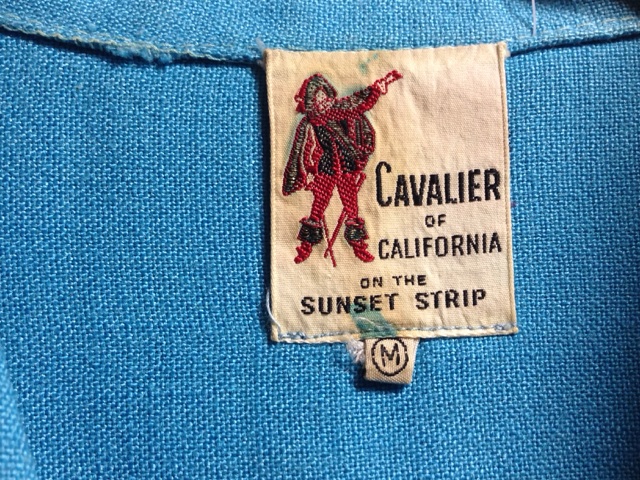 CAVALIER
OF
CALIFORNIA
ON THE
SUNSET STRIP
M